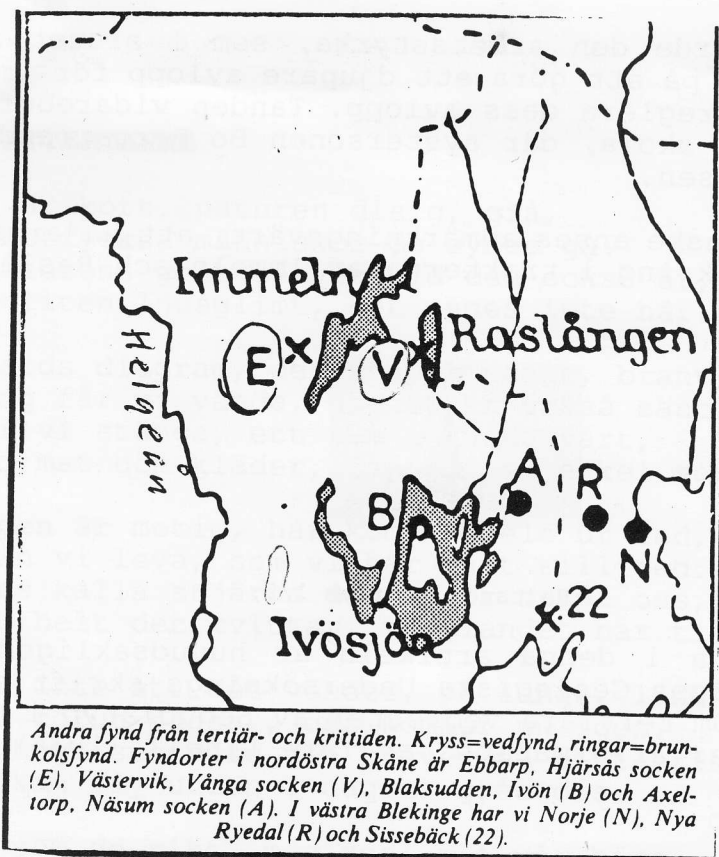 Immeln
Raslången
E
V
Helgeån
B
A
R
N
22
Ivösjön
Andra fynd från tertiär- och krittiden. Kryss=vedfynd, ringar=brun-
kolsfynd. Fyndorter i nordöstra Skåne är Ebbarp, Hjärsås socken
(E), Västervik, Vånga socken (V), Blaksudden, Ivön (B) och Axel-
torp, Näsum socken (A). I västra Blekinge har vi Norje (N), Nya
Ryedal (R) och Sissebäck (22).